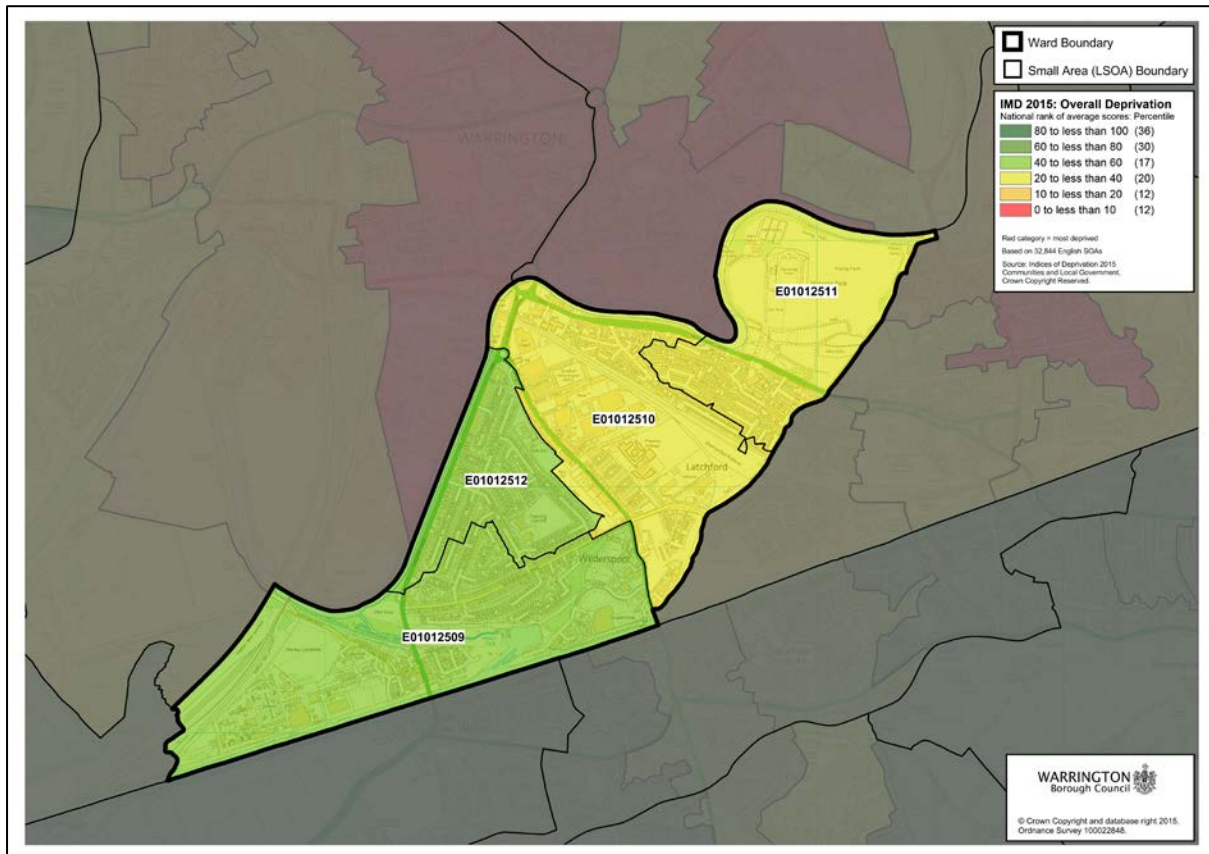 Ward Boundary
Small Area (LSOA) Boundary
IMD 2015: Overall Deprivation
National rank of average scores: Percentile
80 to less than 100 (36)
60 to less than 80 (30)
40 to less than 60 (17)
20 to less than 40 (20)
10 to less than 20 (12)
0 to less than 10 (12)
Red category = most deprived
Based on 32,844 English SOAs
Source: Indices of Deprivation 2015
Communities and Local Government,
Crown Copyright Reserved.
WARRINGTON
E01012511
E01012510
Latchford
E01012512
Wilderspool
E01012509
WARRINGTON
Borough Council
© Crown Copyright and database right 2015.
Ordnance Survey 100022848.